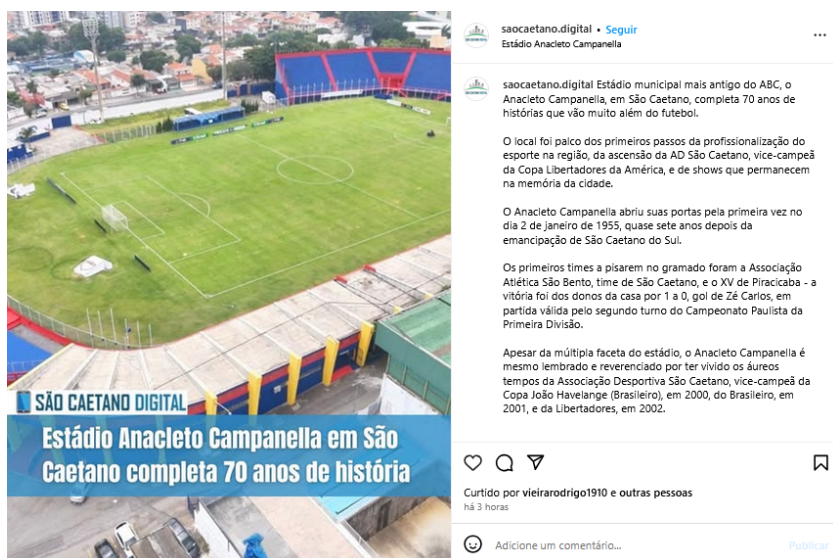 saocaetano.digital • Seguir
Estádio Anacleto Campanella
saocaetano.digital Estádio municipal mais antigo do ABC, o
Anacleto Campanella, em São Caetano, completa 70 anos de
histórias que vão muito além do futebol.
O local foi palco dos primeiros passos da profissionalização do
esporte na região, da ascensão da AD São Caetano, vice-campeã
da Copa Libertadores da América, e de shows que permanecem
na memória da cidade.
O Anacleto Campanella abriu suas portas pela primeira vez no
dia 2 de janeiro de 1955, quase sete anos depois da
emancipação de São Caetano do Sul.
Os primeiros times a pisarem no gramado foram a Associação
Atlética São Bento, time de São Caetano, e o XV de Piracicaba - a
vitória foi dos donos da casa por 1 a 0, gol de Zé Carlos, em
partida válida pelo segundo turno do Campeonato Paulista da
Primeira Divisão.
Apesar da múltipla faceta do estádio, o Anacleto Campanella é
mesmo lembrado e reverenciado por ter vivido os áureos
tempos da Associação Desportiva São Caetano, vice-campeã da
Copa João Havelange (Brasileiro), em 2000, do Brasileiro, em
2001, e da Libertadores, em 2002.
SÃO CAETANO DIGITAL
Estádio Anacleto Campanella em São
Caetano completa 70 anos de história
Curtido por vieirarodrigo1910 e outras pessoas
há 3 horas
Adicione um comentário...
Publicar